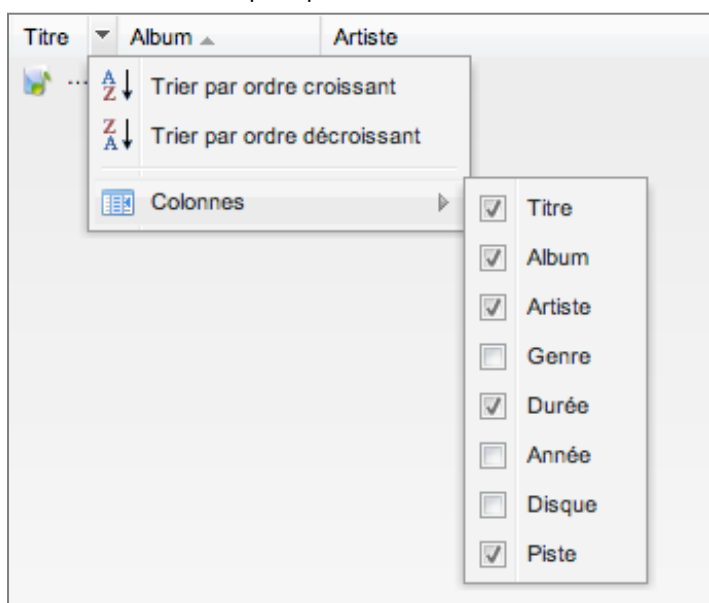 Titre Album Artiste
...
Trier par ordre croissant
Trier par ordre décroissant
Colonnes
Titre
Album
Artiste
Genre
Durée
Année
Disque
Piste